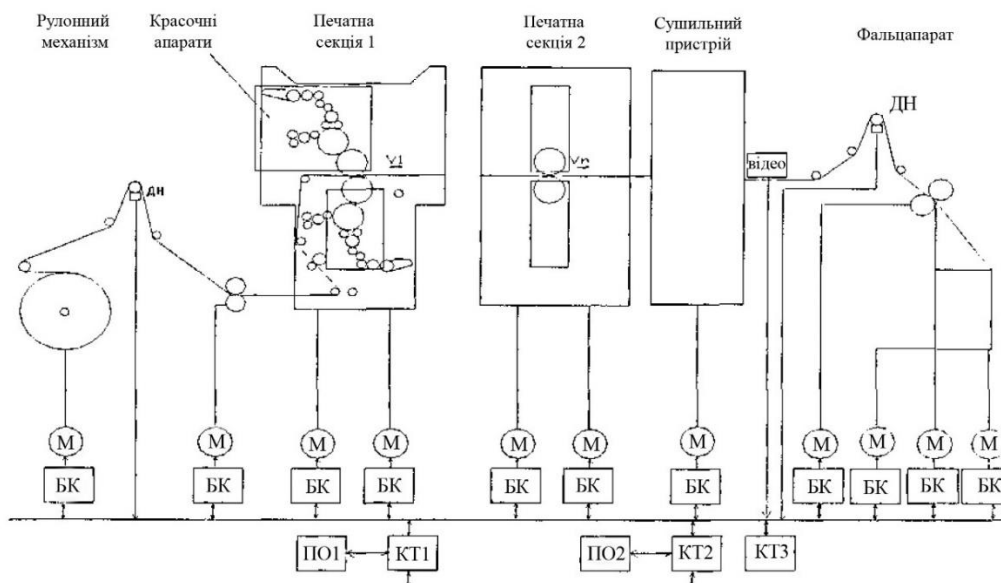 Рулонний
механізм
Красочні
апарати
Печатна
секція 1
Печатна
секція 2
Сушильний
пристрій
Фальцапарат
ДН
V1
Vn
відео
дн
М
М
М
М
М
М
М
М
М
М
М
БК
БК
БК
БК
БК
БК
БК
БК
БК
БК
БК
ПО1
КТ1
ПО2
КТ2
КТ3